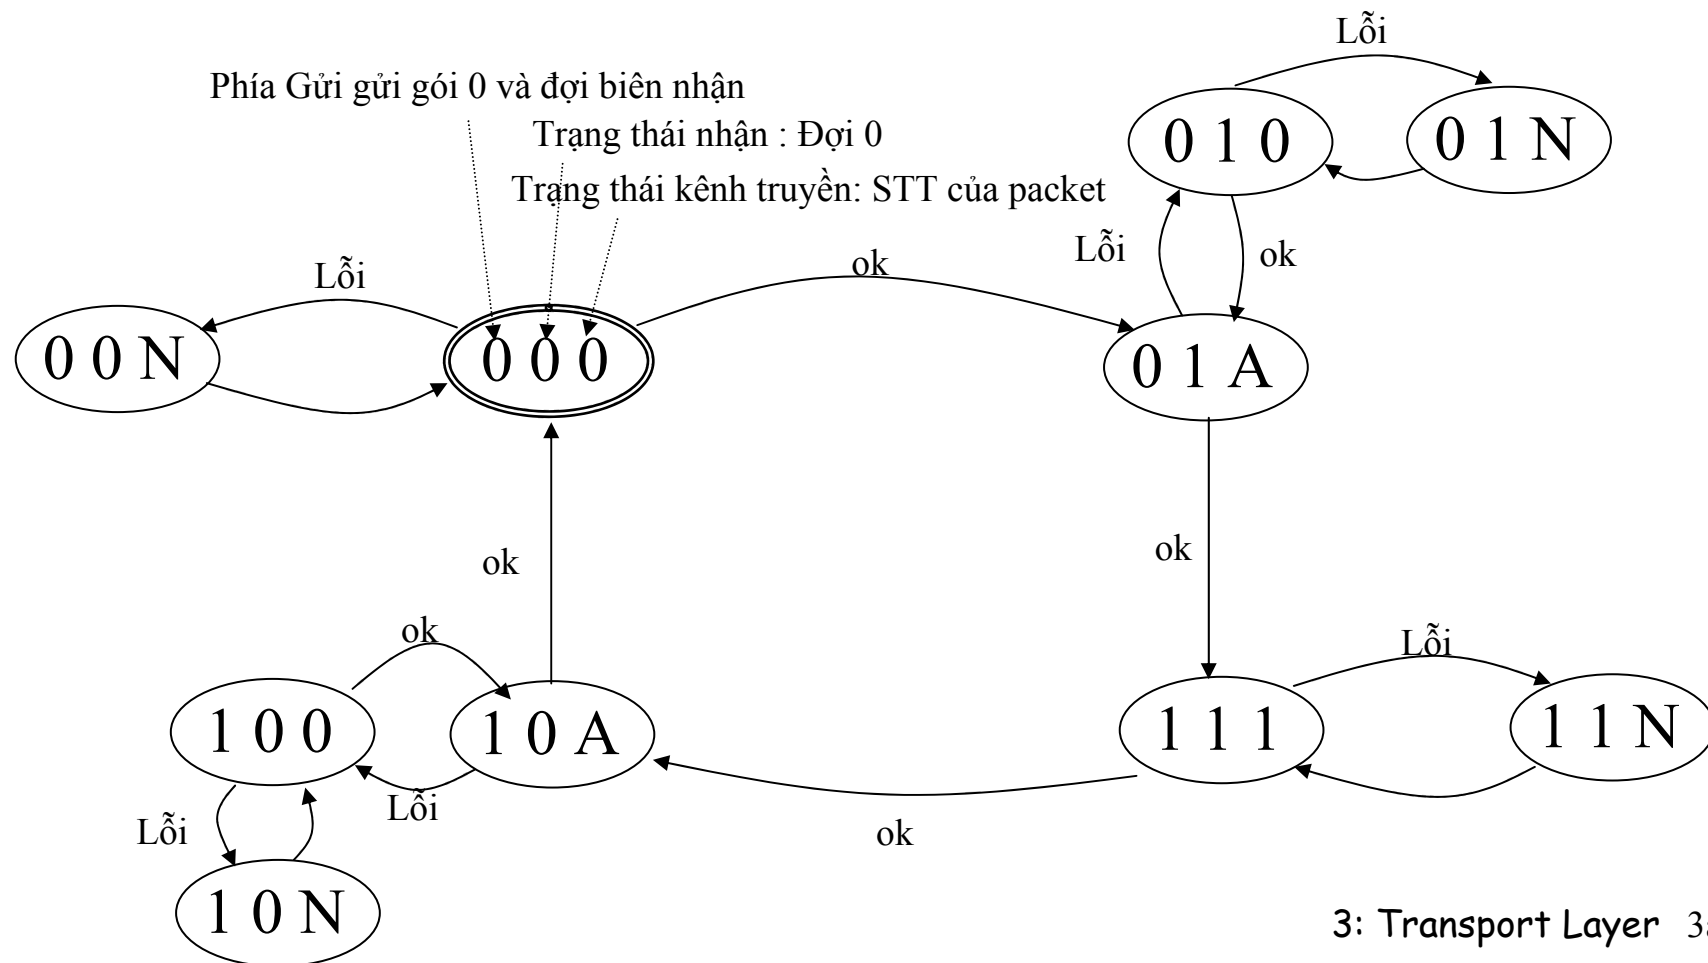 Lỗi
Phía Gửi gửi gói 0 và đợi biên nhận
Trạng thái nhận : Đợi 0
0 1 0
0 1 N
Trạng thái kênh truyền: STT của packet
Lỗi
ok
Lỗi
ok
0 0 N
0 0 0
0 1 A
ok
ok
ok
Lỗi
1 0 0
1 0 A
1 1 1
1 1 N
Lỗi
Lỗi
ok
1 0 N
3: Transport Layer